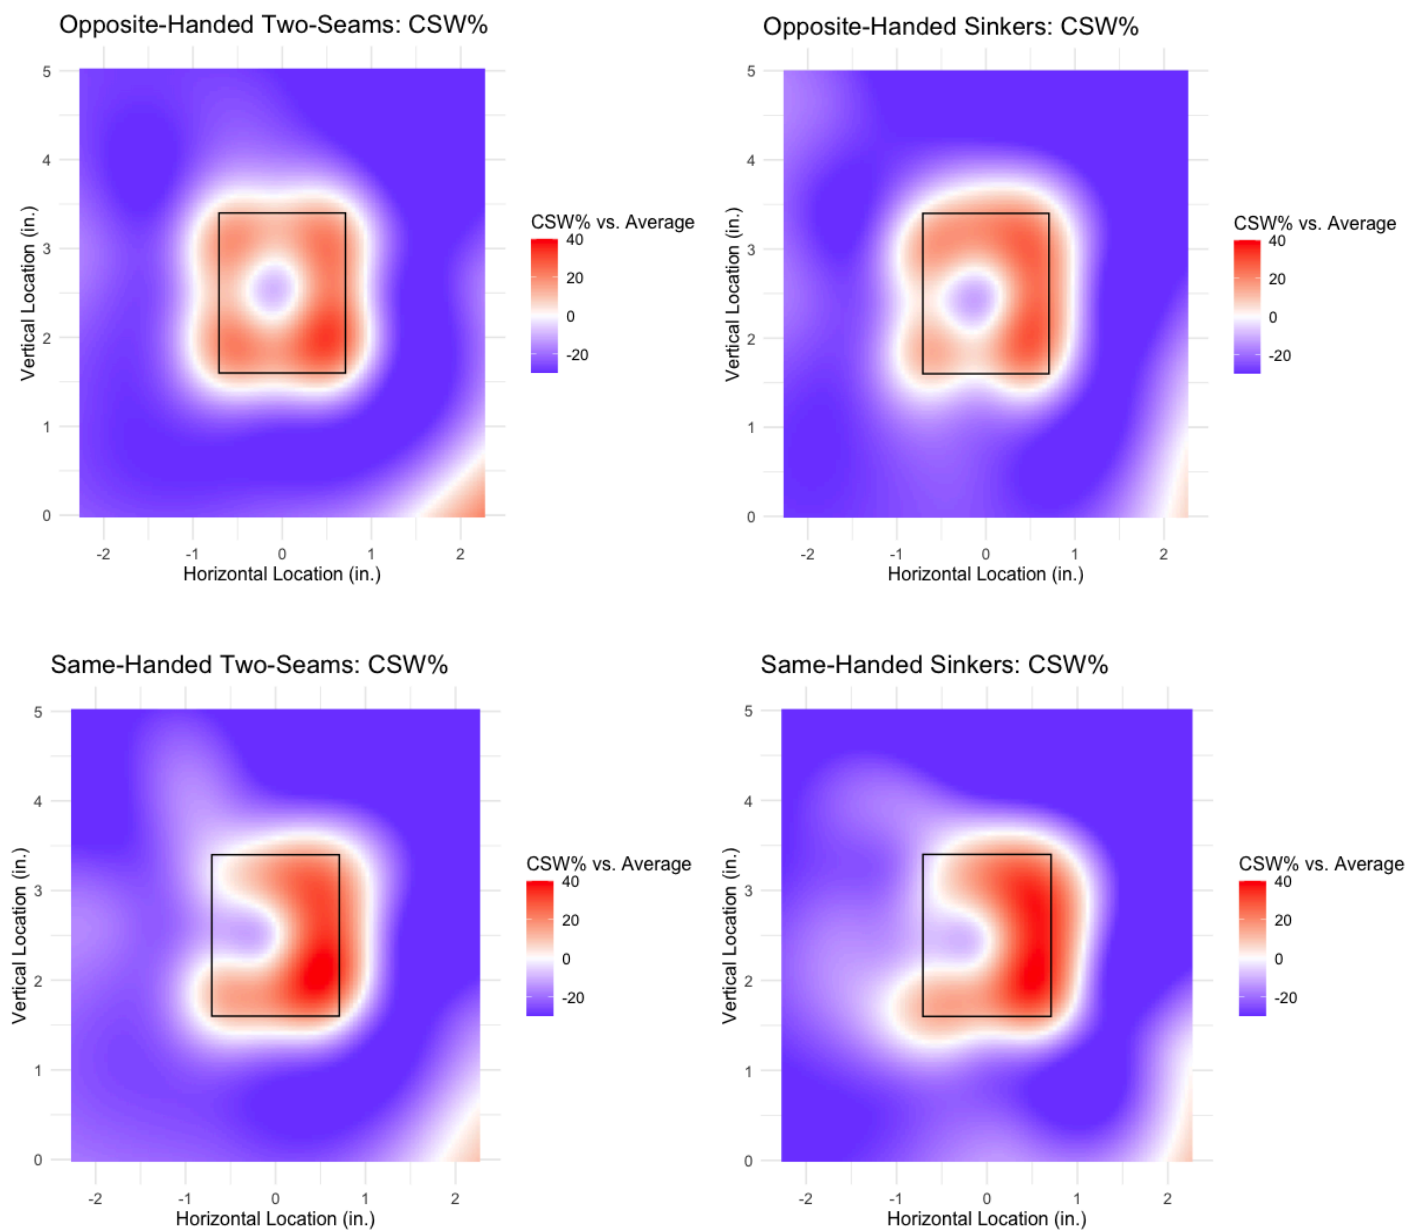 Opposite-Handed Two-Seams: CSW%
5
4
3
2
1
0
Vertical Location (in.)
-2 -1 0 1 2
Horizontal Location (in.)
CSW% vs. Average
40
20
0
-20
Opposite-Handed Sinkers: CSW%
5
4
3
2
1
0
Vertical Location (in.)
-2 -1 0 1 2
Horizontal Location (in.)
CSW% vs. Average
40
20
0
-20
Same-Handed Two-Seams: CSW%
5
4
3
2
1
0
Vertical Location (in.)
-2 -1 0 1 2
Horizontal Location (in.)
CSW% vs. Average
40
20
0
-20
Same-Handed Sinkers: CSW%
5
4
3
2
1
0
Vertical Location (in.)
-2 -1 0 1 2
Horizontal Location (in.)
CSW% vs. Average
40
20
0
-20